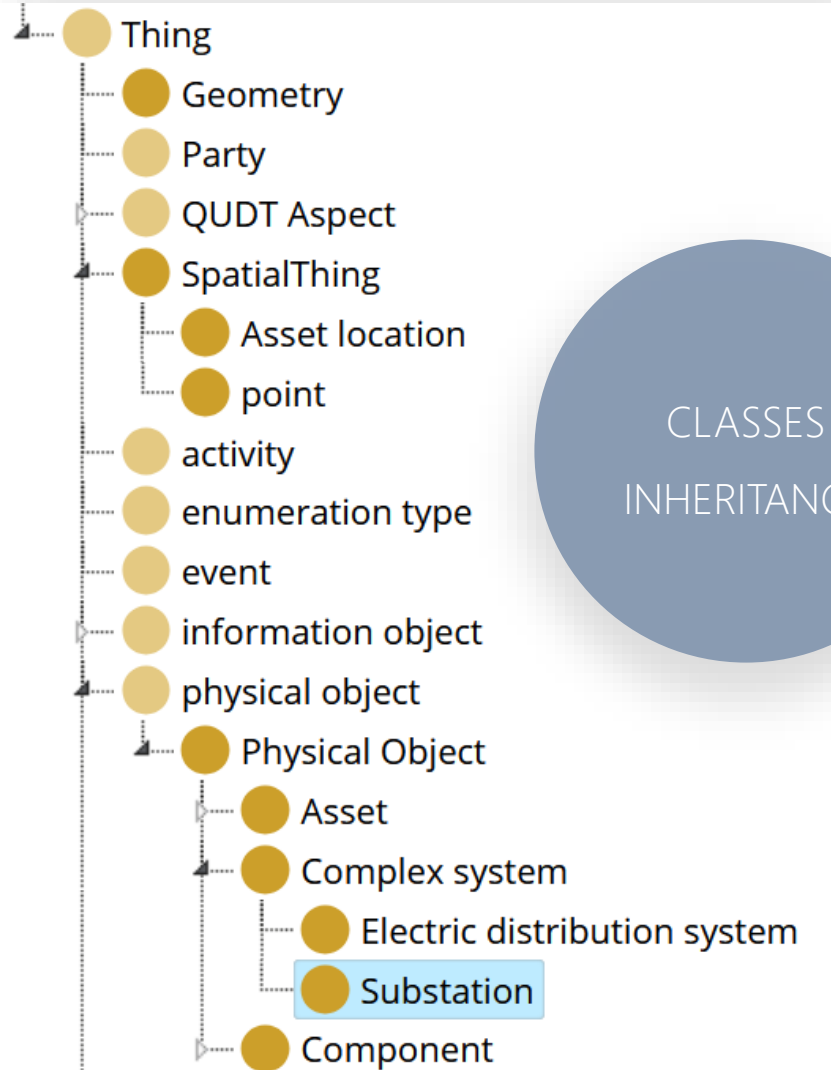 Thing
Geometry
Party
QUDT Aspect
SpatialThing
Asset location
point
activity
enumeration type
event
information object
physical object
Physical Object
Asset
Complex system
Electric distribution system
Substation
Component
CLASSES